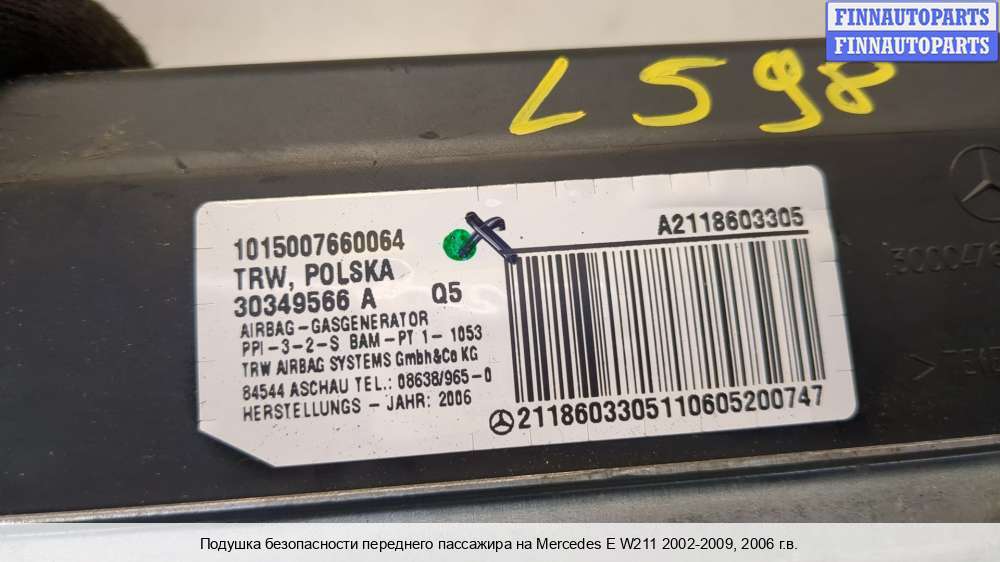 FINNAUTOPARTS
FINNAUTOPARTS
L598
1015007660064
TRW, POLSKA
30349566 A Q5
AIRBAG-GASGENERATOR
PPI-3-2-S BAM-PT 1-1053
TRW AIRBAG SYSTEMS GmbH&Co KG
84544 ASCHAU TEL.: 08638/965-0
HERSTELLUNGS - JAHR: 2006
A2118603305
2118603305110605200747
Подушка безопасности переднего пассажира на Mercedes E W211 2002-2009, 2006 г.в.